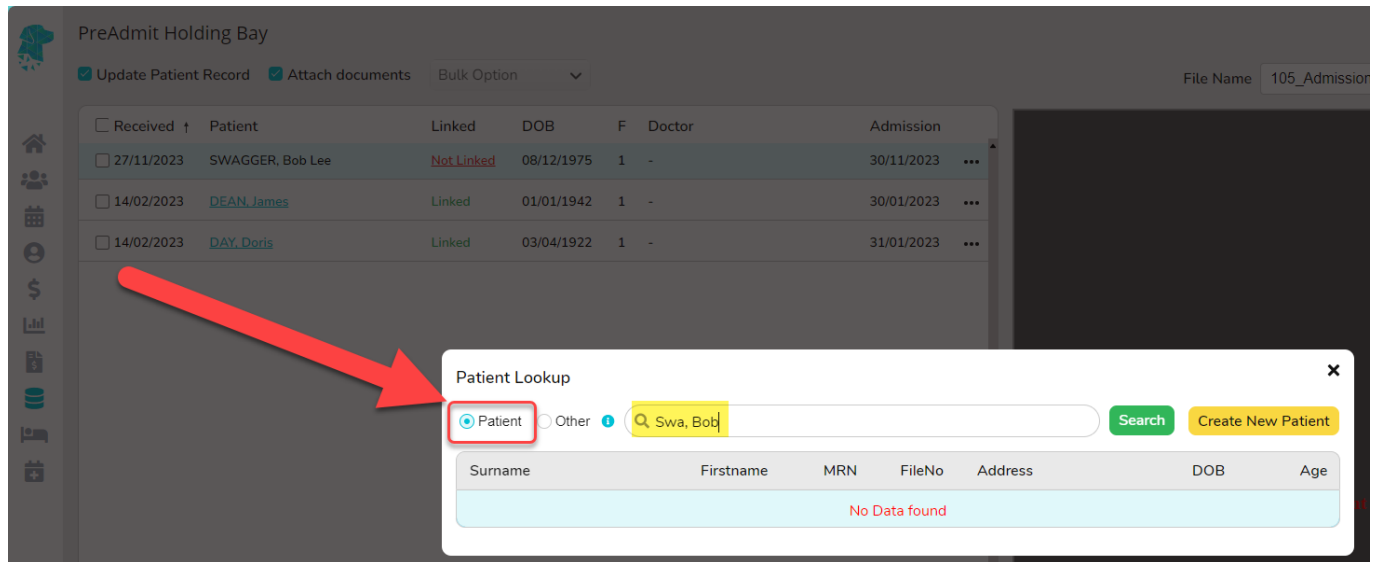 PreAdmit Holding Bay
Update Patient Record Attach documents Bulk Option
File Name 105_Admission
Received ↑ Patient Linked DOB F Doctor Admission
27/11/2023 SWAGGER, Bob Lee Not Linked 08/12/1975 1 - 30/11/2023 •••
14/02/2023 DEAN, James Linked 01/01/1942 1 - 30/01/2023 •••
14/02/2023 DAY, Doris Linked 03/04/1922 1 - 31/01/2023 •••
Patient Lookup
Patient Other Swa, Bob Search Create New Patient
Surname Firstname MRN FileNo Address DOB Age
No Data found